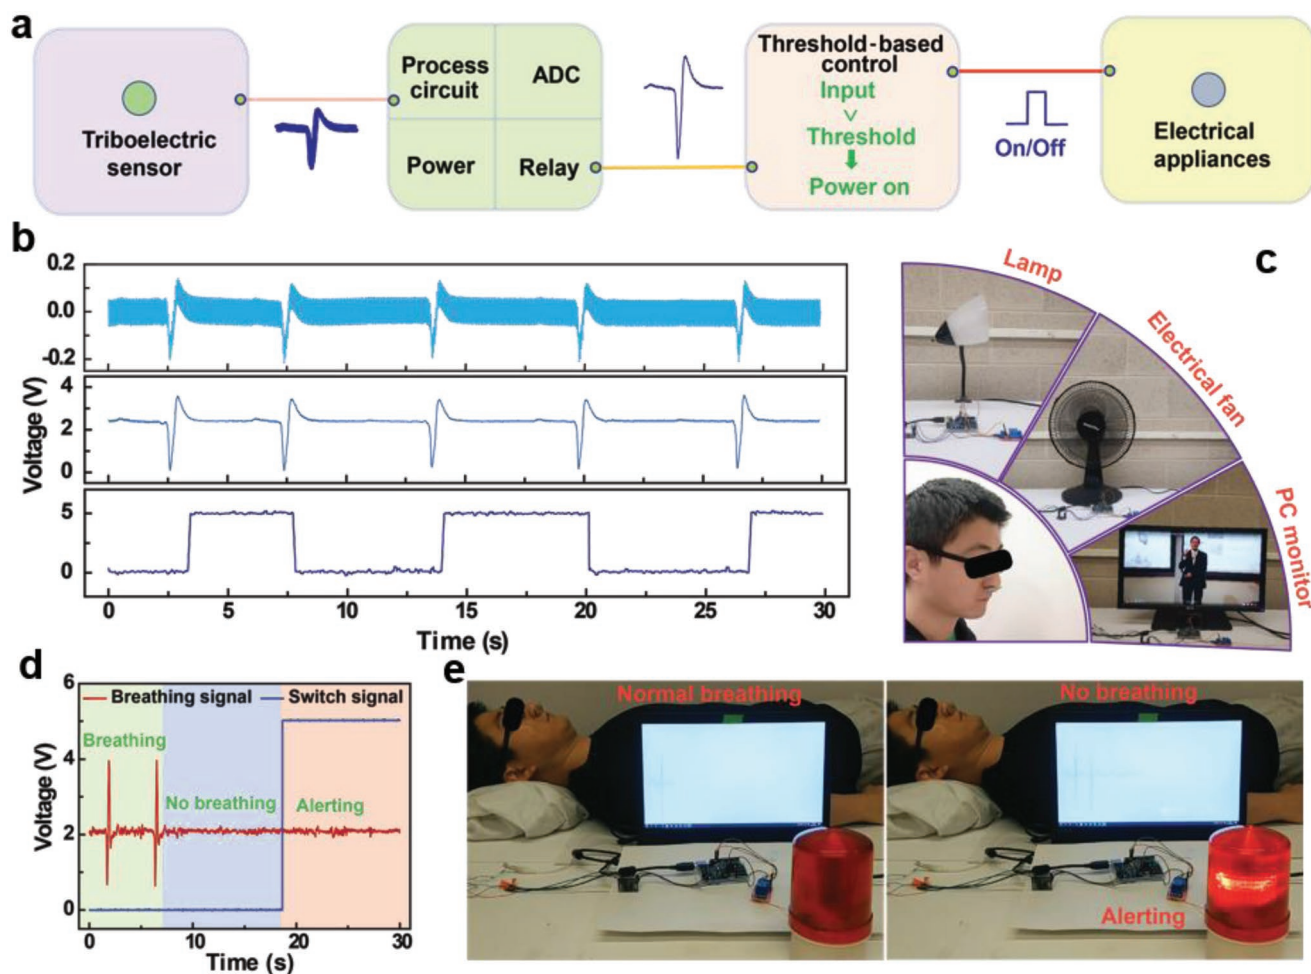 a
Triboelectric
sensor
Process
circuit
ADC
Power
Relay
Threshold-based
control
Input
Threshold
Power on
On/Off
Electrical
appliances
b
0.2
0.0
-0.2
4
2
0
5
0
Voltage (V)
0 5 10 15 20 25 30
Time (s)
c
Lamp
Electrical fan
PC monitor
d
6
4
2
0
Voltage (V)
Breathing signal
Switch signal
Breathing
No breathing
Alerting
0 10 20 30
Time (s)
e
Normal breathing
No breathing
Alerting